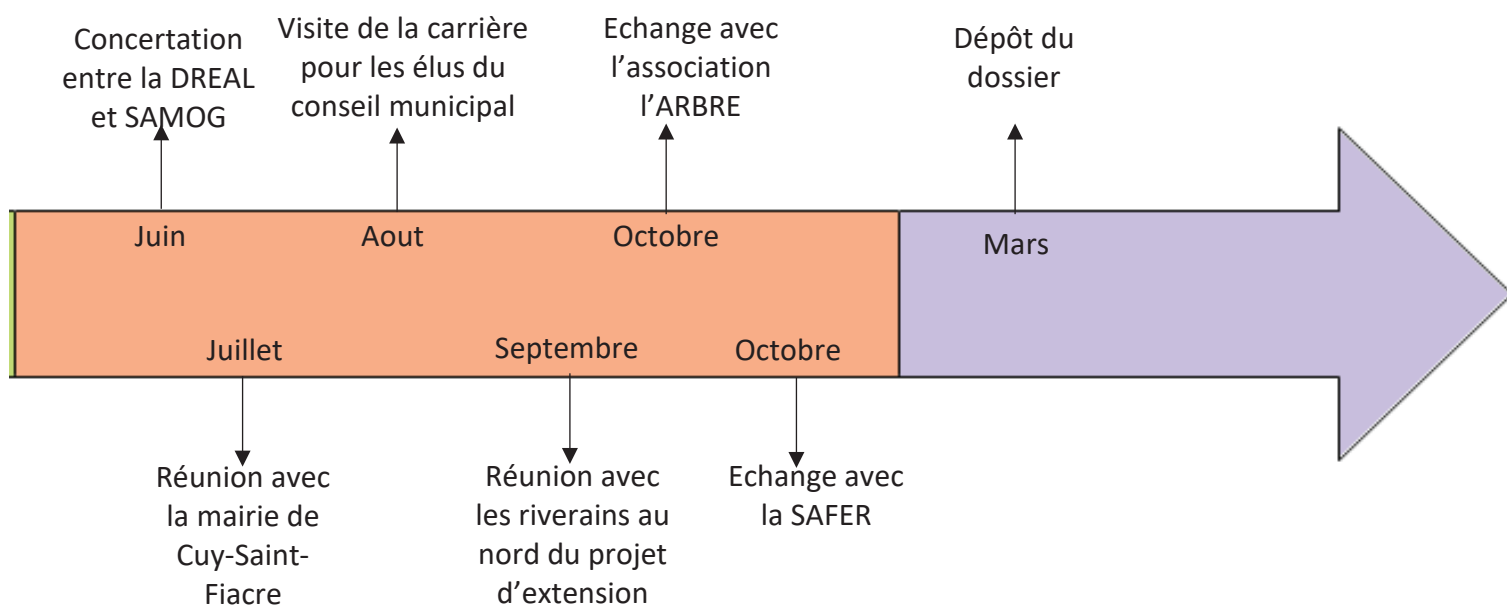 Concertation
entre la DREAL
et SAMOG
Visite de la carrière
pour les élus du
conseil municipal
Echange avec
l’association
l’ARBRE
Dépôt du
dossier
Juin
Aout
Octobre
Mars
Juillet
Septembre
Octobre
Réunion avec
la mairie de
Cuy-Saint-
Fiacre
Réunion avec
les riverains au
nord du projet
d’extension
Echange avec
la SAFER